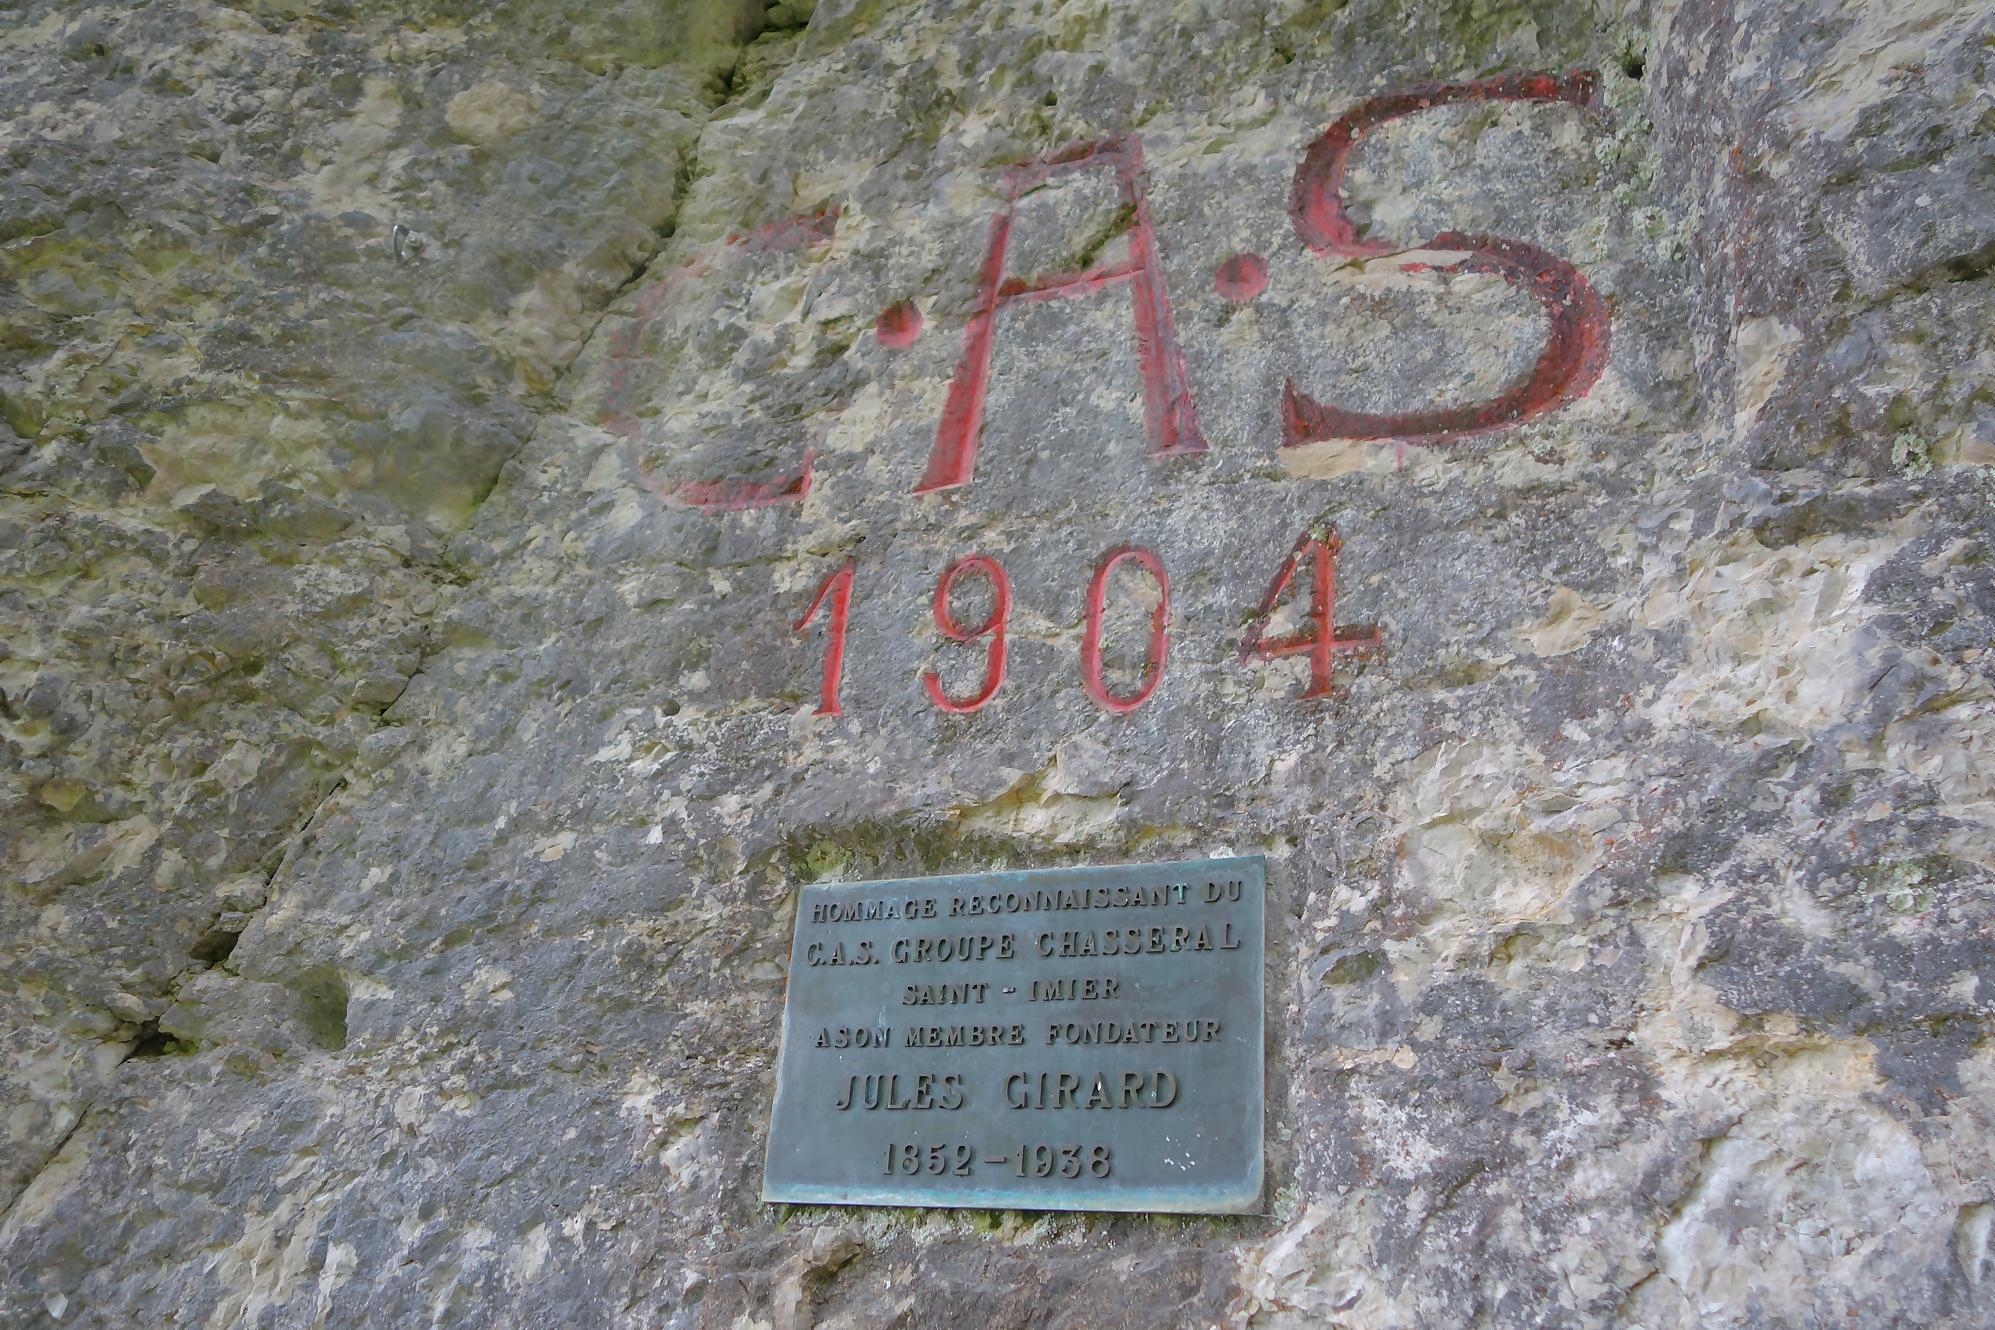 C·A·S
1904
HOMMAGE RECONNAISSANT DU
C.A.S. GROUPE CHASSERAL
SAINT - IMIER
A SON MEMBRE FONDATEUR
JULES GIRARD
1852-1938